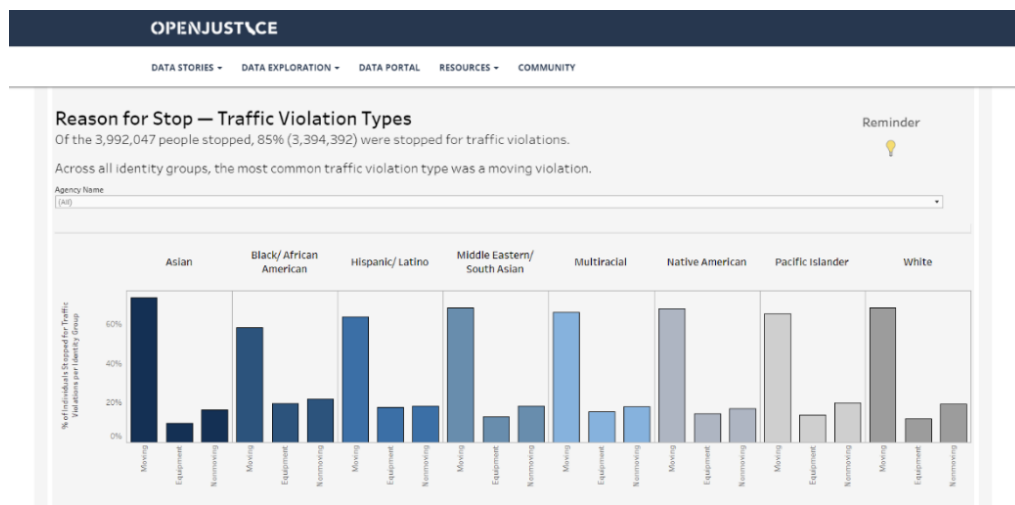 OPENJUSTICE
DATA STORIES DATA EXPLORATION DATA PORTAL RESOURCES COMMUNITY
Reason for Stop — Traffic Violation Types
Of the 3,992,047 people stopped, 85% (3,394,392) were stopped for traffic violations.
Reminder
Across all identity groups, the most common traffic violation type was a moving violation.
Agency Name
(All)
Asian
Black/ African
American
Hispanic/ Latino
Middle Eastern/
South Asian
Multiracial
Native American
Pacific Islander
White
% of Individuals Stopped for Traffic
Violations per Identity Group
60%
40%
20%
0%
Moving
Equipment
Nonmoving
Moving
Equipment
Nonmoving
Moving
Equipment
Nonmoving
Moving
Equipment
Nonmoving
Moving
Equipment
Nonmoving
Moving
Equipment
Nonmoving
Moving
Equipment
Nonmoving
Moving
Equipment
Nonmoving